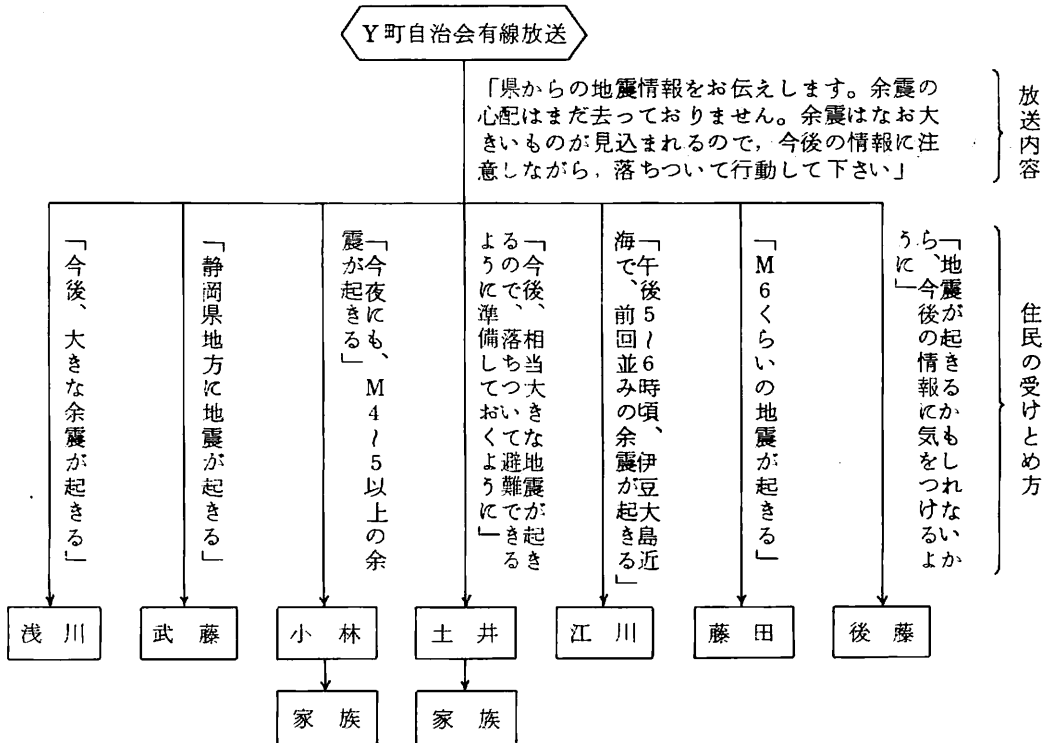 Y町自治会有線放送
「県からの地震情報をお伝えします。余震の
心配はまだ去っておりません。余震はなお大
きいものが見込まれるので,今後の情報に注
意しながら,落ちついて行動して下さい」
放送内容
「地震が起きるかもしれないか
ら、今後の情報に気をつけるよ
うに」
「M6くらいの地震が起きる」
「午後5〜6時頃、伊豆大島近
海で、前回並みの余震が起きる」
「今後、相当大きな地震が起き
るので、落ちついて避難できる
ように準備しておくように」
「今夜にも、M4〜5以上の余
震が起きる」
「静岡県地方に地震が起きる」
「今後、大きな余震が起きる」
住民の受けとめ方
浅川
武藤
小林
土井
江川
藤田
後藤
家族
家族